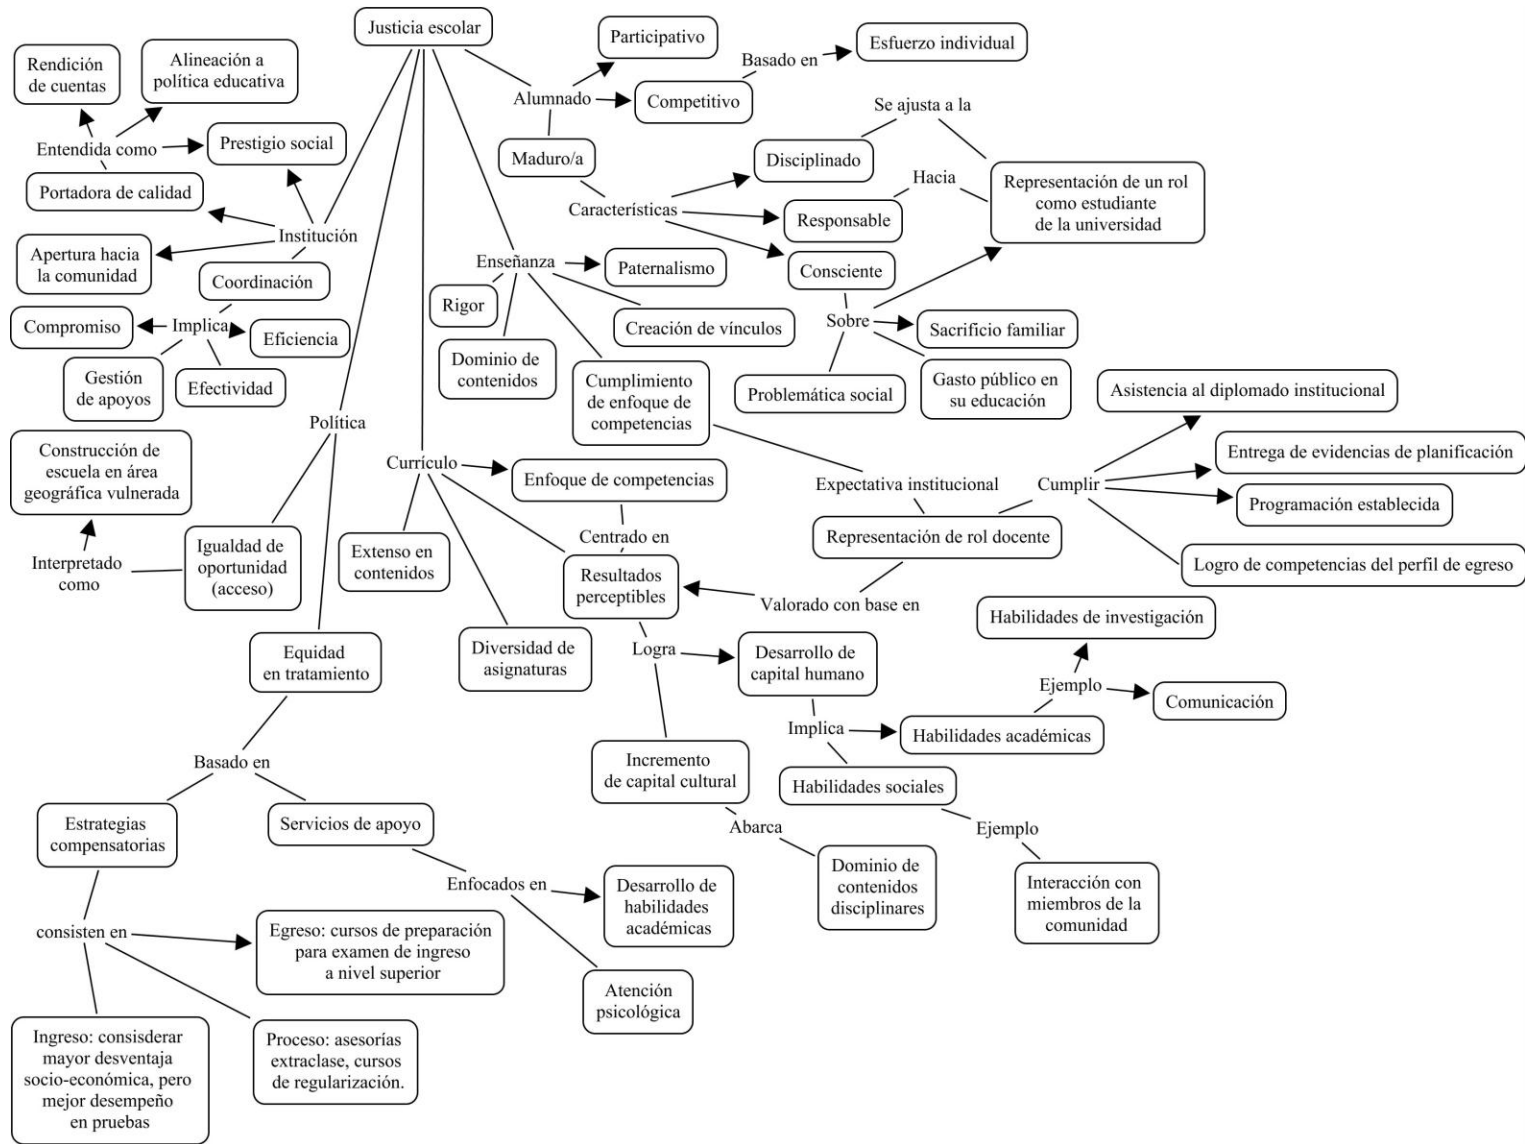 Justicia escolar
Rendición
de cuentas
Alineación a
política educativa
Entendida como
Prestigio social
Portadora de calidad
Institución
Apertura hacia
la comunidad
Coordinación
Compromiso
Implica
Eficiencia
Gestión
de apoyos
Efectividad
Participativo
Esfuerzo individual
Basado en
Alumnado
Competitivo
Se ajusta a la
Maduro/a
Disciplinado
Características
Hacia
Responsable
Representación de un rol
como estudiante
de la universidad
Consciente
Sobre
Sacrificio familiar
Problemática social
Gasto público en
su educación
Enseñanza
Paternalismo
Rigor
Creación de vínculos
Dominio de
contenidos
Cumplimiento
de enfoque de
competencias
Expectativa institucional
Representación de rol docente
Cumplir
Asistencia al diplomado institucional
Entrega de evidencias de planificación
Programación establecida
Logro de competencias del perfil de egreso
Valorado con base en
Política
Construcción de
escuela en área
geográfica vulnerada
Interpretado
como
Igualdad de
oportunidad
(acceso)
Currículo
Enfoque de competencias
Centrado en
Extenso en
contenidos
Resultados
perceptibles
Diversidad de
asignaturas
Logra
Desarrollo de
capital humano
Implica
Habilidades académicas
Ejemplo
Habilidades de investigación
Comunicación
Habilidades sociales
Ejemplo
Interacción con
miembros de la
comunidad
Incremento
de capital cultural
Abarca
Dominio de
contenidos
disciplinares
Equidad
en tratamiento
Basado en
Estrategias
compensatorias
Servicios de apoyo
Enfocados en
Desarrollo de
habilidades
académicas
Atención
psicológica
consisten en
Egreso: cursos de preparación
para examen de ingreso
a nivel superior
Ingreso: consisderar
mayor desventaja
socio-económica, pero
mejor desempeño
en pruebas
Proceso: asesorías
extraclase, cursos
de regularización.